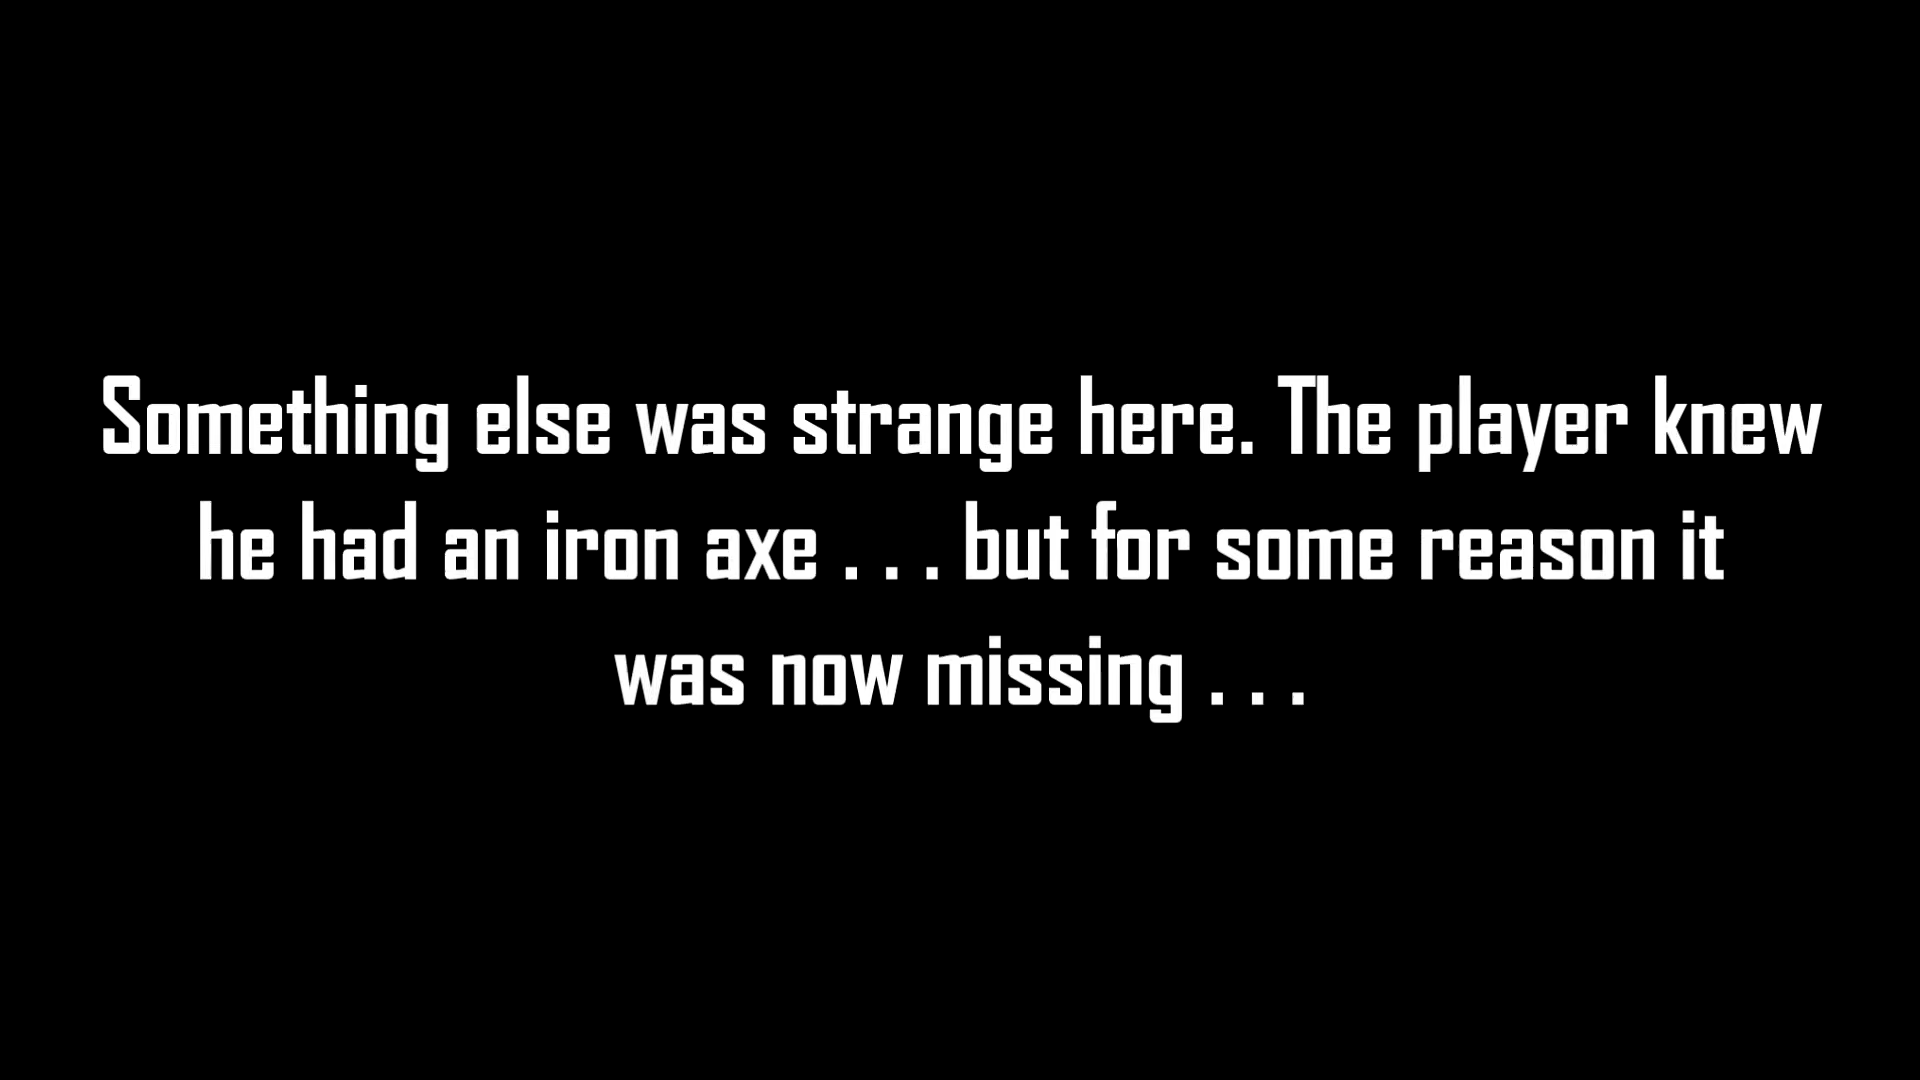 Something else was strange here. The player knew
he had an iron axe . . . but for some reason it
was now missing . . .